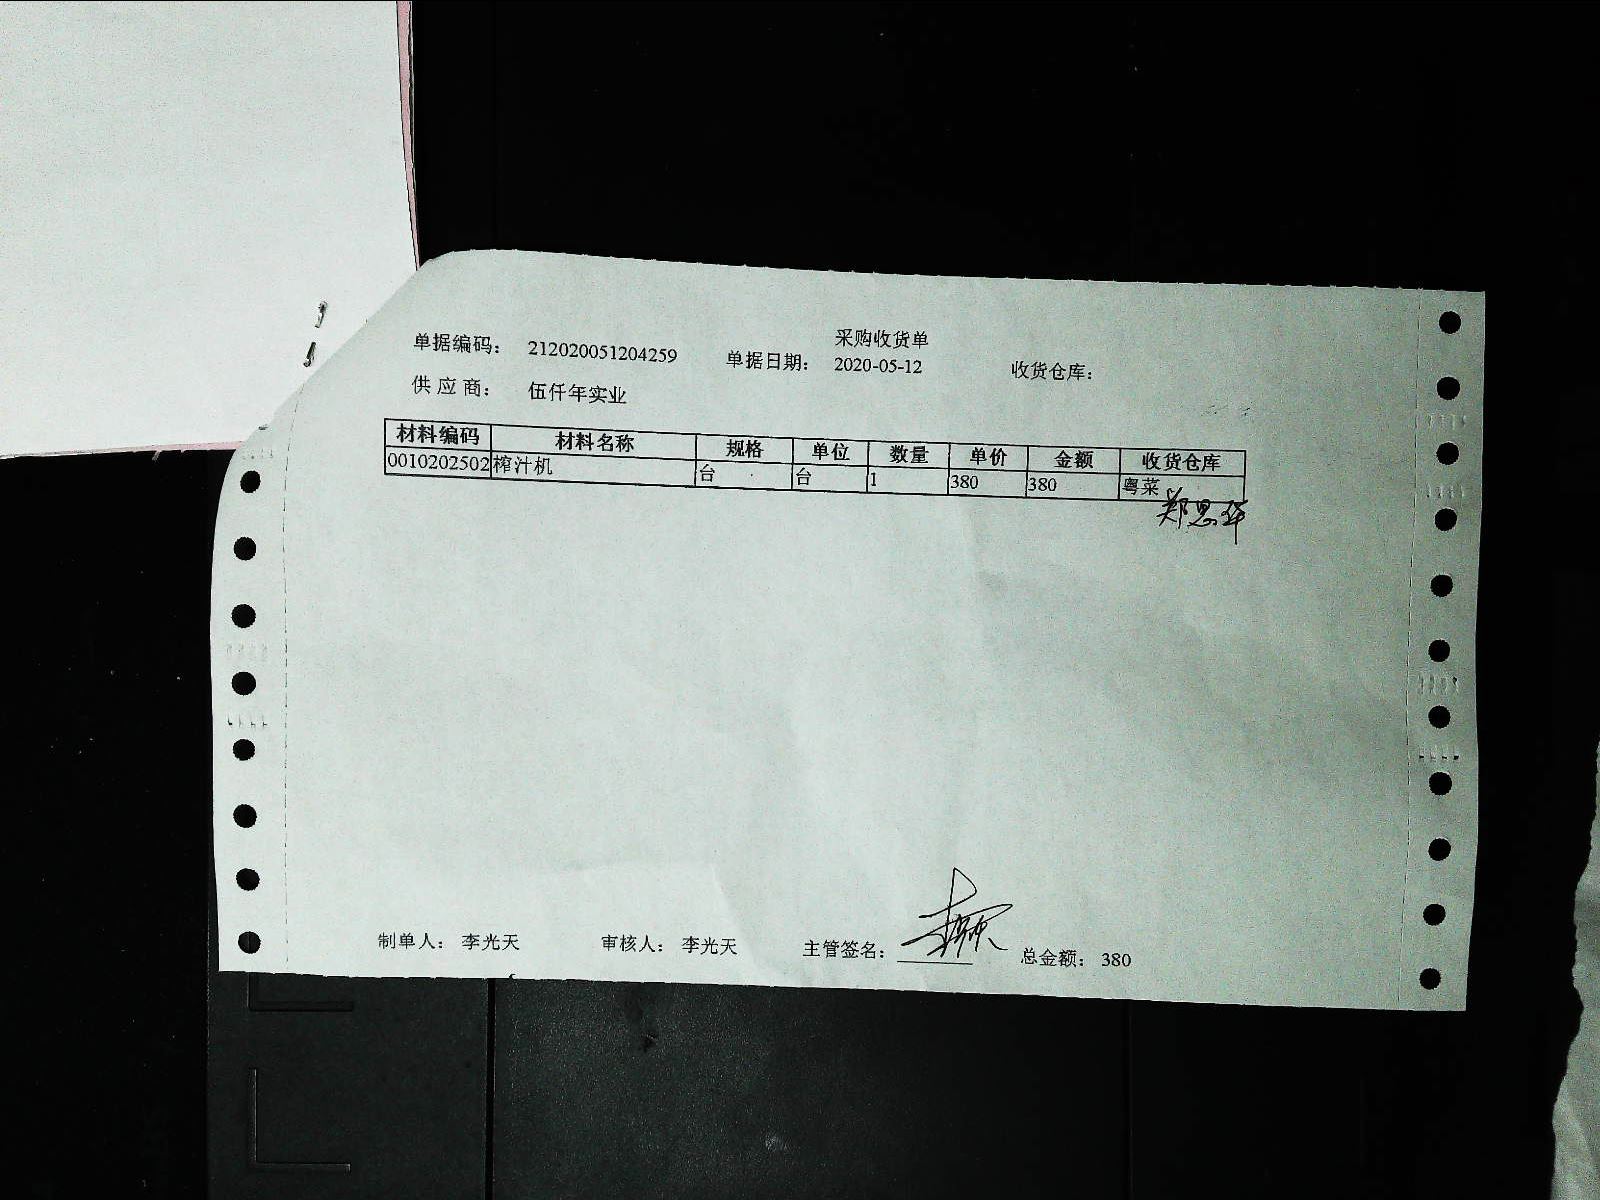 采购收货单
单据编码： 212020051204259 单据日期： 2020-05-12 收货仓库：
供 应 商： 伍仟年实业
材料编码 材料名称 规格 单位 数量 单价 金额 收货仓库
0010202502 榨汁机 台 台 1 380 380 粤菜
郑思华
制单人： 李光天 审核人： 李光天 主管签名： 总金额： 380